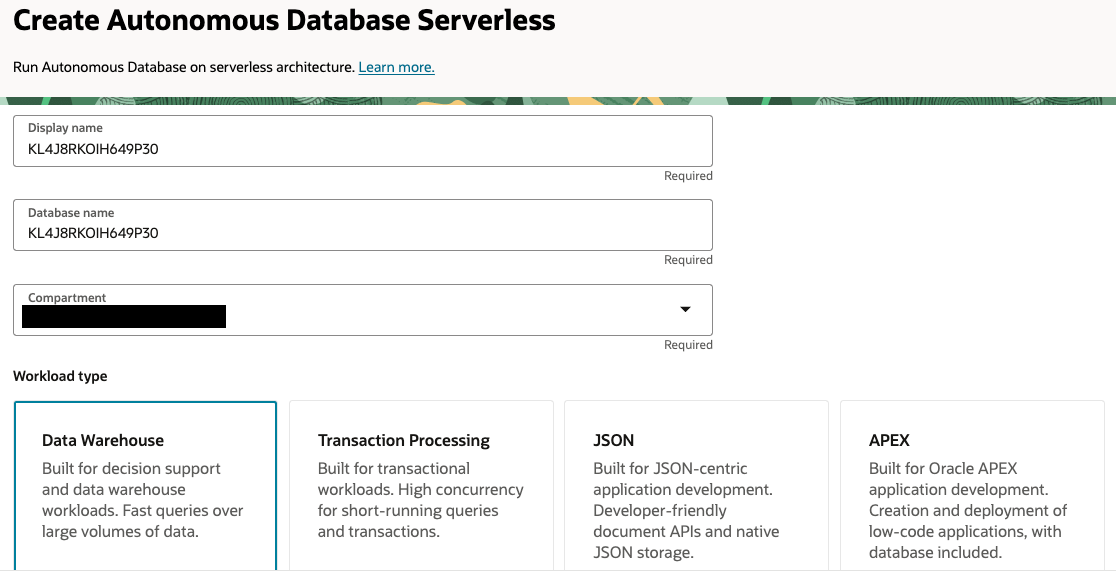 Create Autonomous Database Serverless
Run Autonomous Database on serverless architecture. Learn more.
Display name
KL4J8RKOIH649P30
Required
Database name
KL4J8RKOIH649P30
Required
Compartment
Required
Workload type
Data Warehouse
Built for decision support
and data warehouse
workloads. Fast queries over
large volumes of data.
Transaction Processing
Built for transactional
workloads. High concurrency
for short-running queries
and transactions.
JSON
Built for JSON-centric
application development.
Developer-friendly
document APIs and native
JSON storage.
APEX
Built for Oracle APEX
application development.
Creation and deployment of
low-code applications, with
database included.